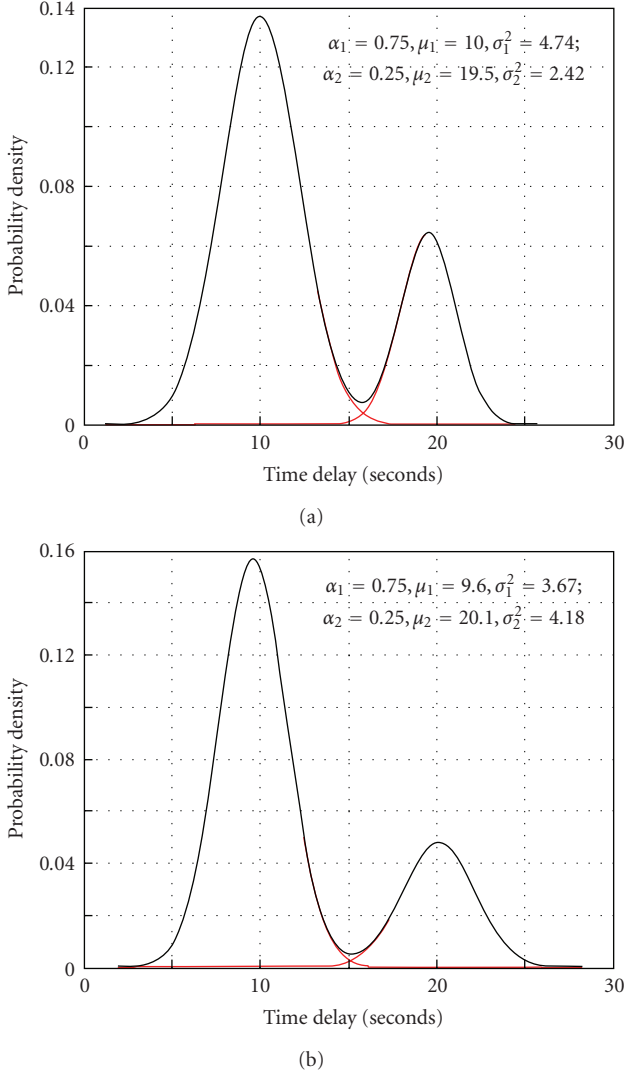 0.14
α₁ = 0.75, μ₁ = 10, σ₁² = 4.74;
α₂ = 0.25, μ₂ = 19.5, σ₂² = 2.42
0.12
0.08
0.04
0
Probability density
0 10 20 30
Time delay (seconds)
(a)
0.16
α₁ = 0.75, μ₁ = 9.6, σ₁² = 3.67;
α₂ = 0.25, μ₂ = 20.1, σ₂² = 4.18
0.12
0.08
0.04
0
Probability density
0 10 20 30
Time delay (seconds)
(b)